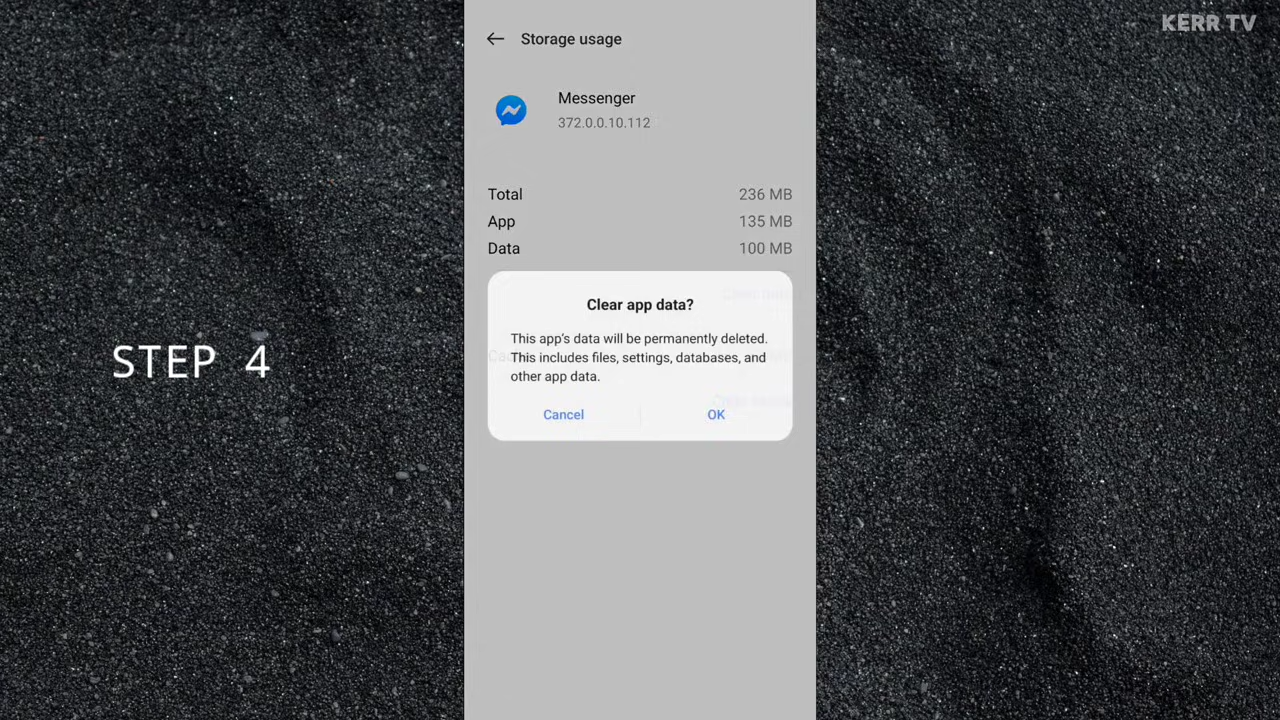 KERR TV
Storage usage
Messenger
372.0.0.10.112
Total 236 MB
App 135 MB
Data 100 MB
Clear app data?
This app's data will be permanently deleted.
This includes files, settings, databases, and
other app data.
Cancel OK
STEP 4